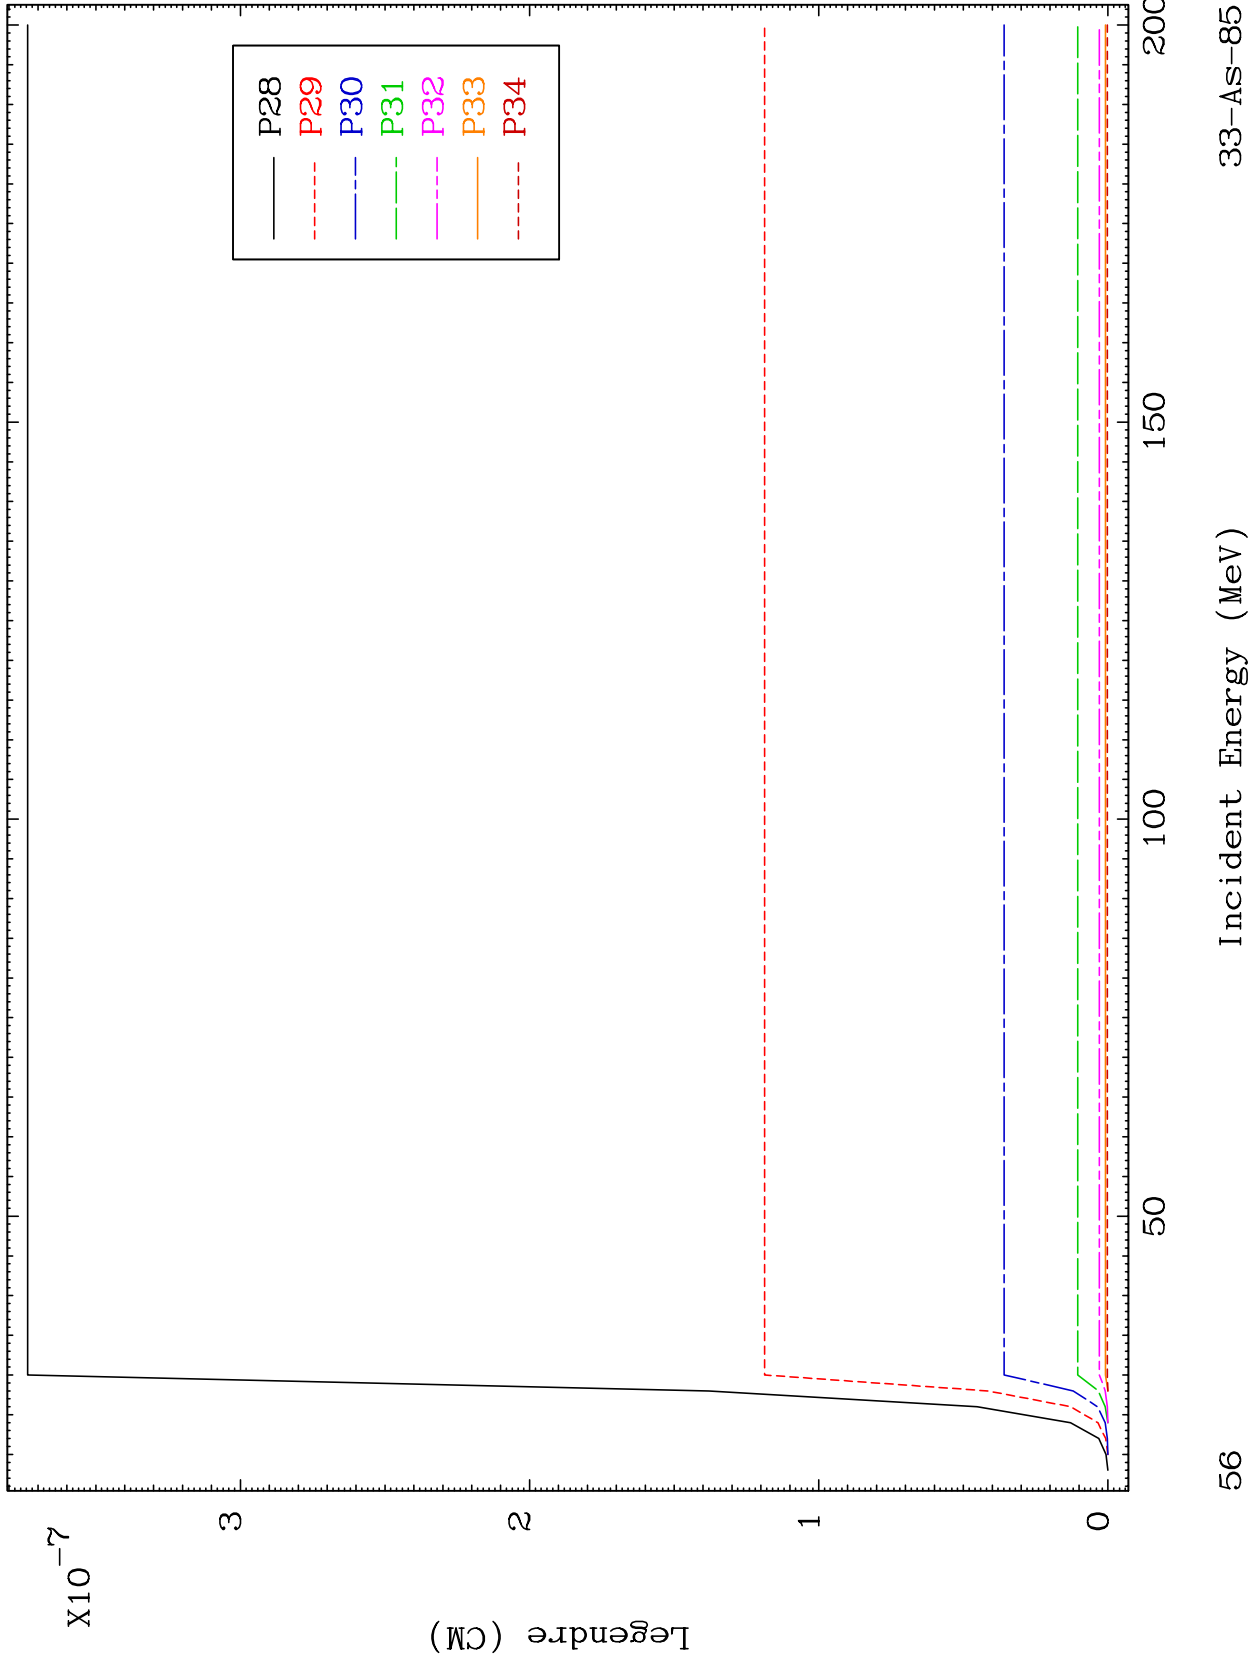 X10-7
3
2
1
0
Legendre (CM)
P28
P29
P30
P31
P32
P33
P34
50
100
150
200
Incident Energy (MeV)
56
33-As-85